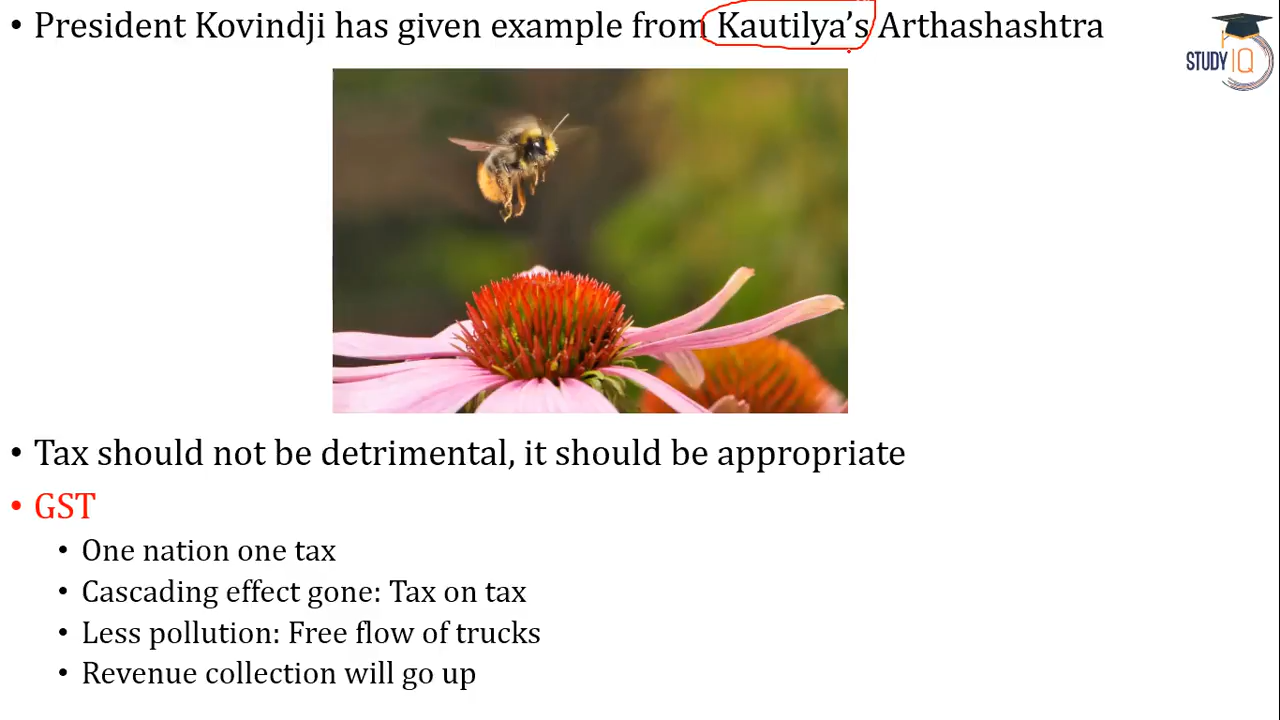 • President Kovindji has given example from Kautilya’s Arthashashtra
STUDY IQ
• Tax should not be detrimental, it should be appropriate
• GST
• One nation one tax
• Cascading effect gone: Tax on tax
• Less pollution: Free flow of trucks
• Revenue collection will go up